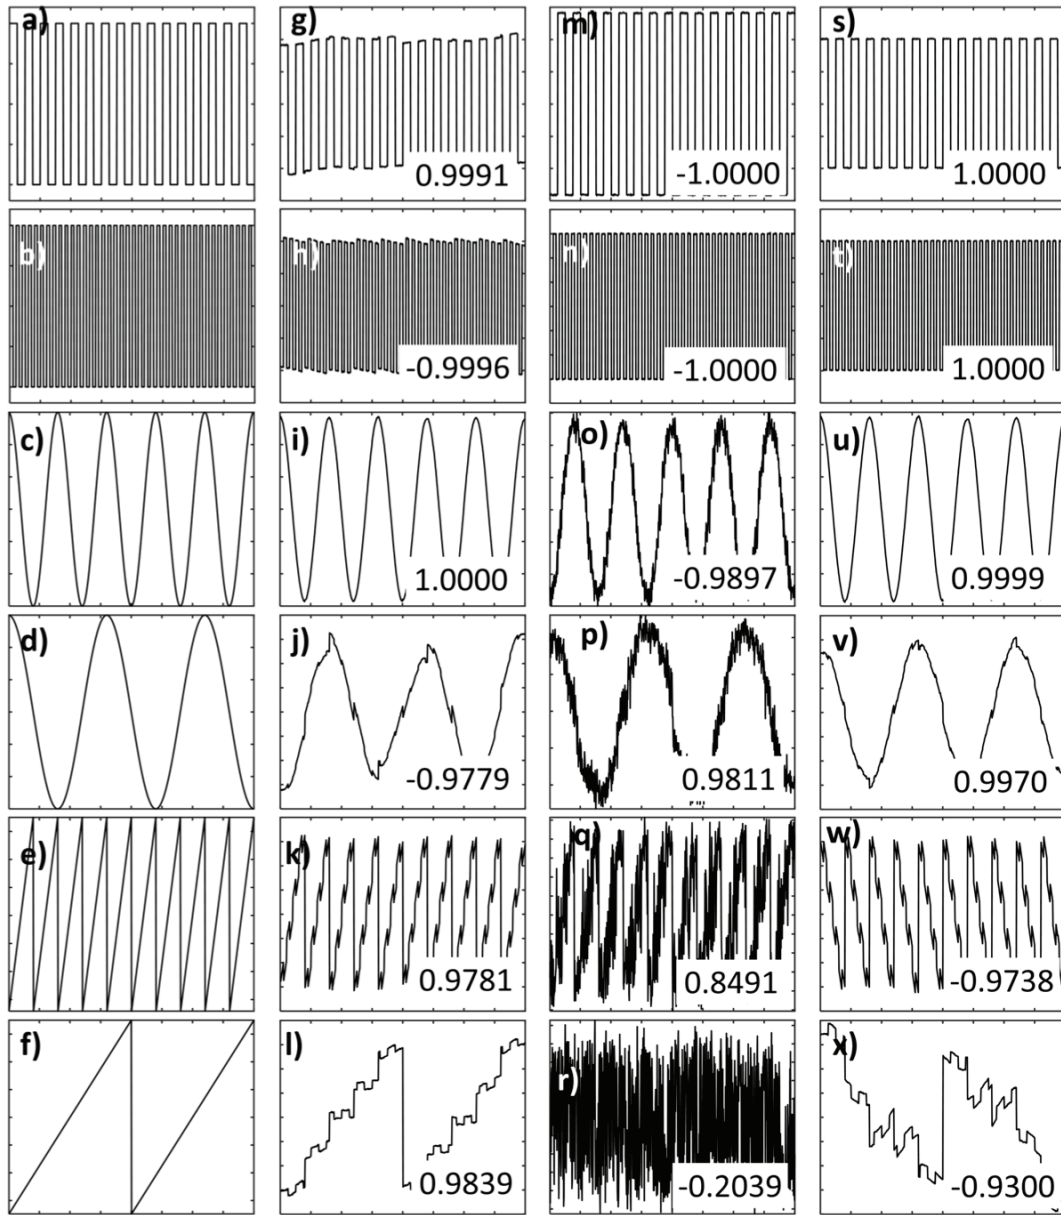 a) g) m) s)
0.9991 -1.0000 1.0000
b) h) n) t)
-0.9996 -1.0000 1.0000
c) i) o) u)
1.0000 -0.9897 0.9999
d) j) p) v)
-0.9779 0.9811 0.9970
e) k) q) w)
0.9781 0.8491 -0.9738
f) l) r) x)
0.9839 -0.2039 -0.9300